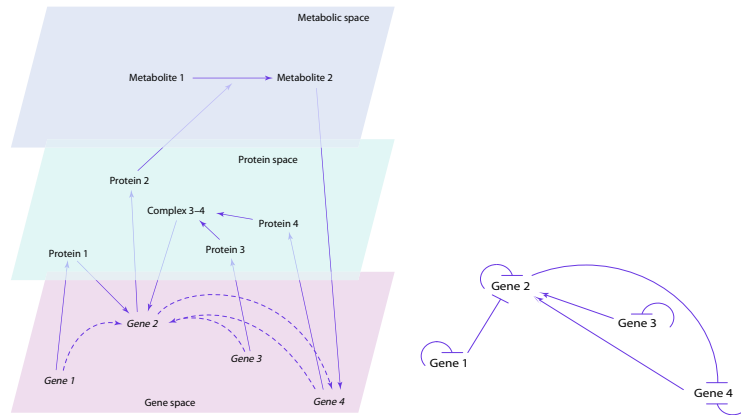 Metabolic space
Metabolite 1
Metabolite 2
Protein space
Protein 2
Complex 3–4
Protein 4
Protein 3
Protein 1
Gene 2
Gene 3
Gene 1
Gene 4
Gene space
Gene 2
Gene 3
Gene 1
Gene 4